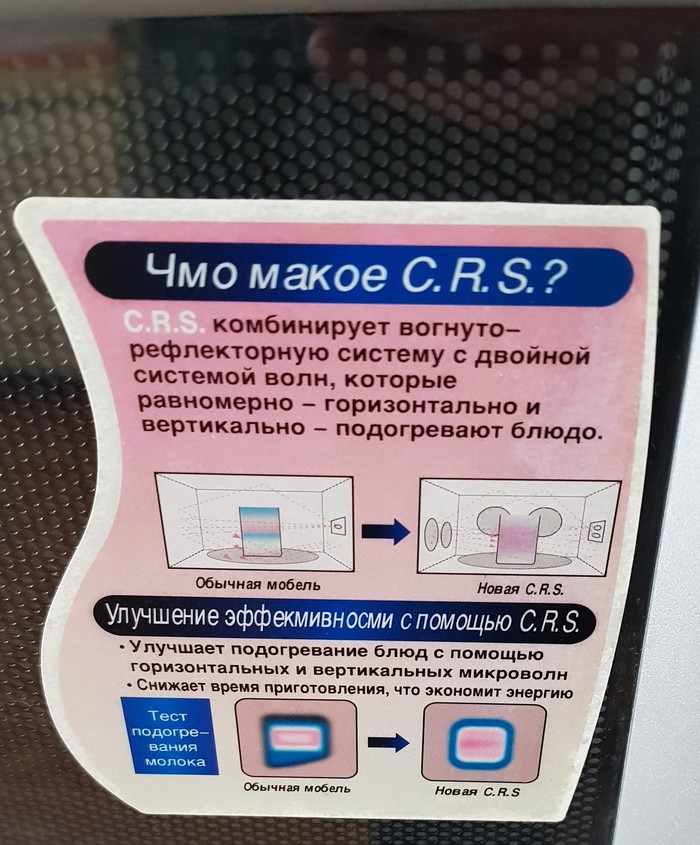 Чмо макое C.R.S.?
C.R.S. комбинирует вогнуто–
рефлекторную систему с двойной
системой волн, которые
равномерно – горизонтально и
вертикально – подогревают блюдо.
Обычная мобель
Новая C.R.S.
Улучшение эффекмивносми с помощью C.R.S.
• Улучшает подогревание блюд с помощью
горизонтальных и вертикальных микроволн
• Снижает время приготовления, что экономит энергию
Тест
подогре–
вания
молока
Обычная мобель
Новая C.R.S